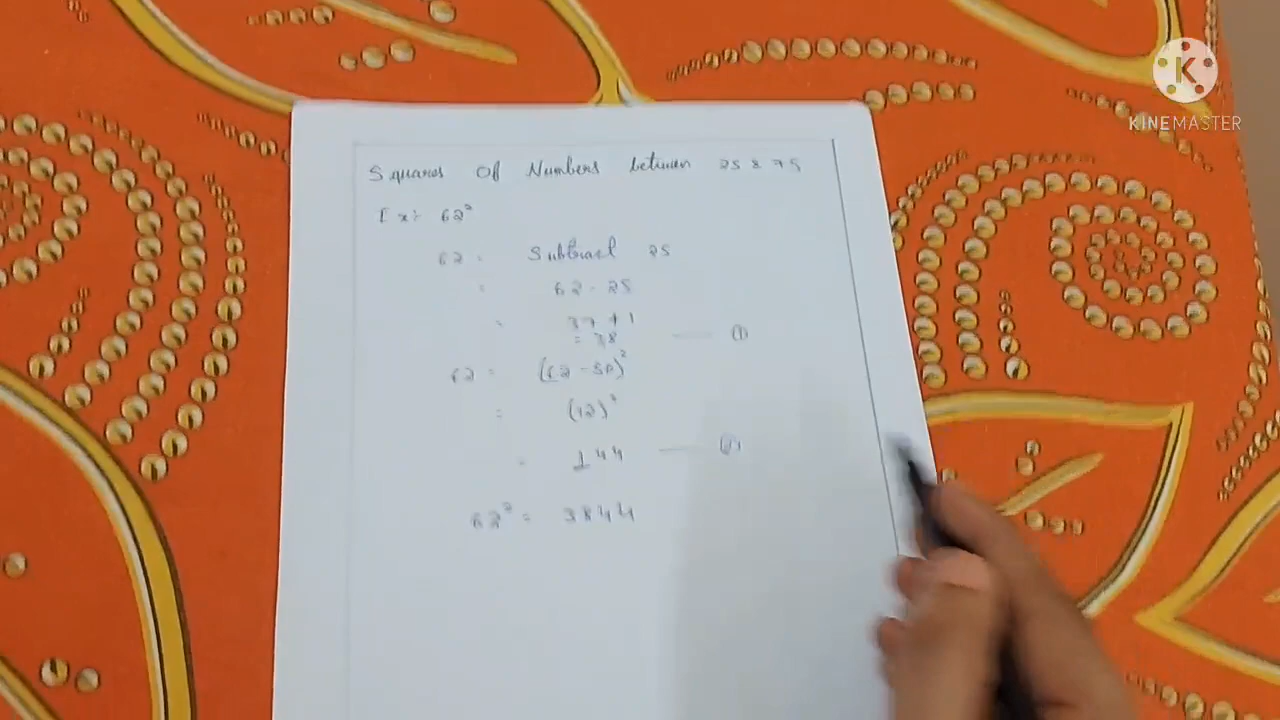 Squares Of Numbers between 25 & 75
Ex: 62²
62 = Subtract 25
= 62 - 25
= 37 + 1
= 38 —— ①
62 = (62 - 50)²
= (12)²
= 144 —— ②
62² = 3844
K
KINEMASTER